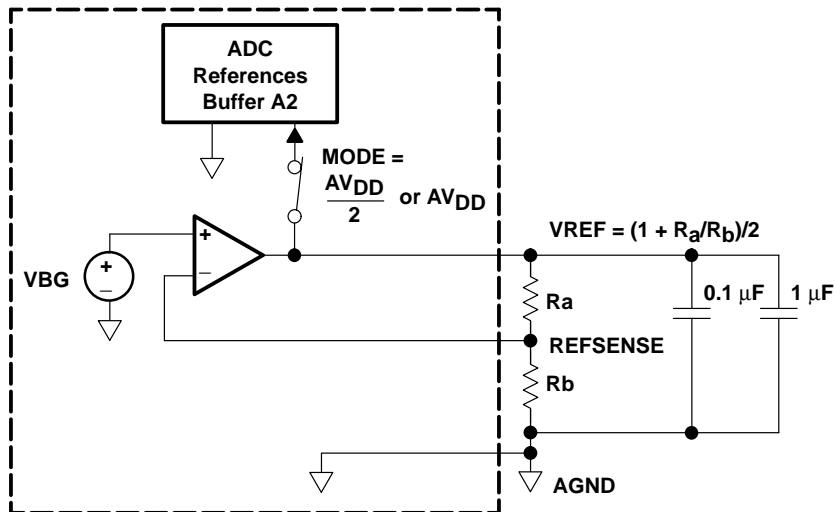 ADC
References
Buffer A2
MODE =
AVDD
2
or AVDD
+
−
VBG
+
−
VREF = (1 + Ra/Rb)/2
Ra
0.1 μF
1 μF
REFSENSE
Rb
AGND